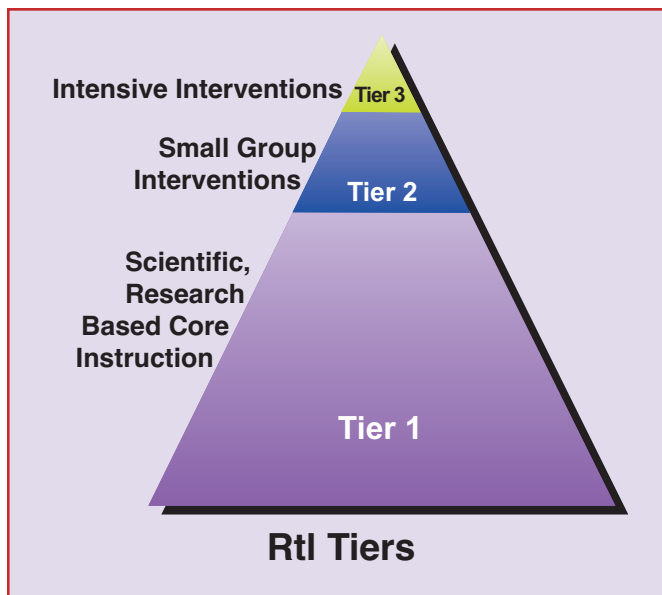 Intensive Interventions
Tier 3
Small Group
Interventions
Tier 2
Scientific,
Research
Based Core
Instruction
Tier 1
RtI Tiers